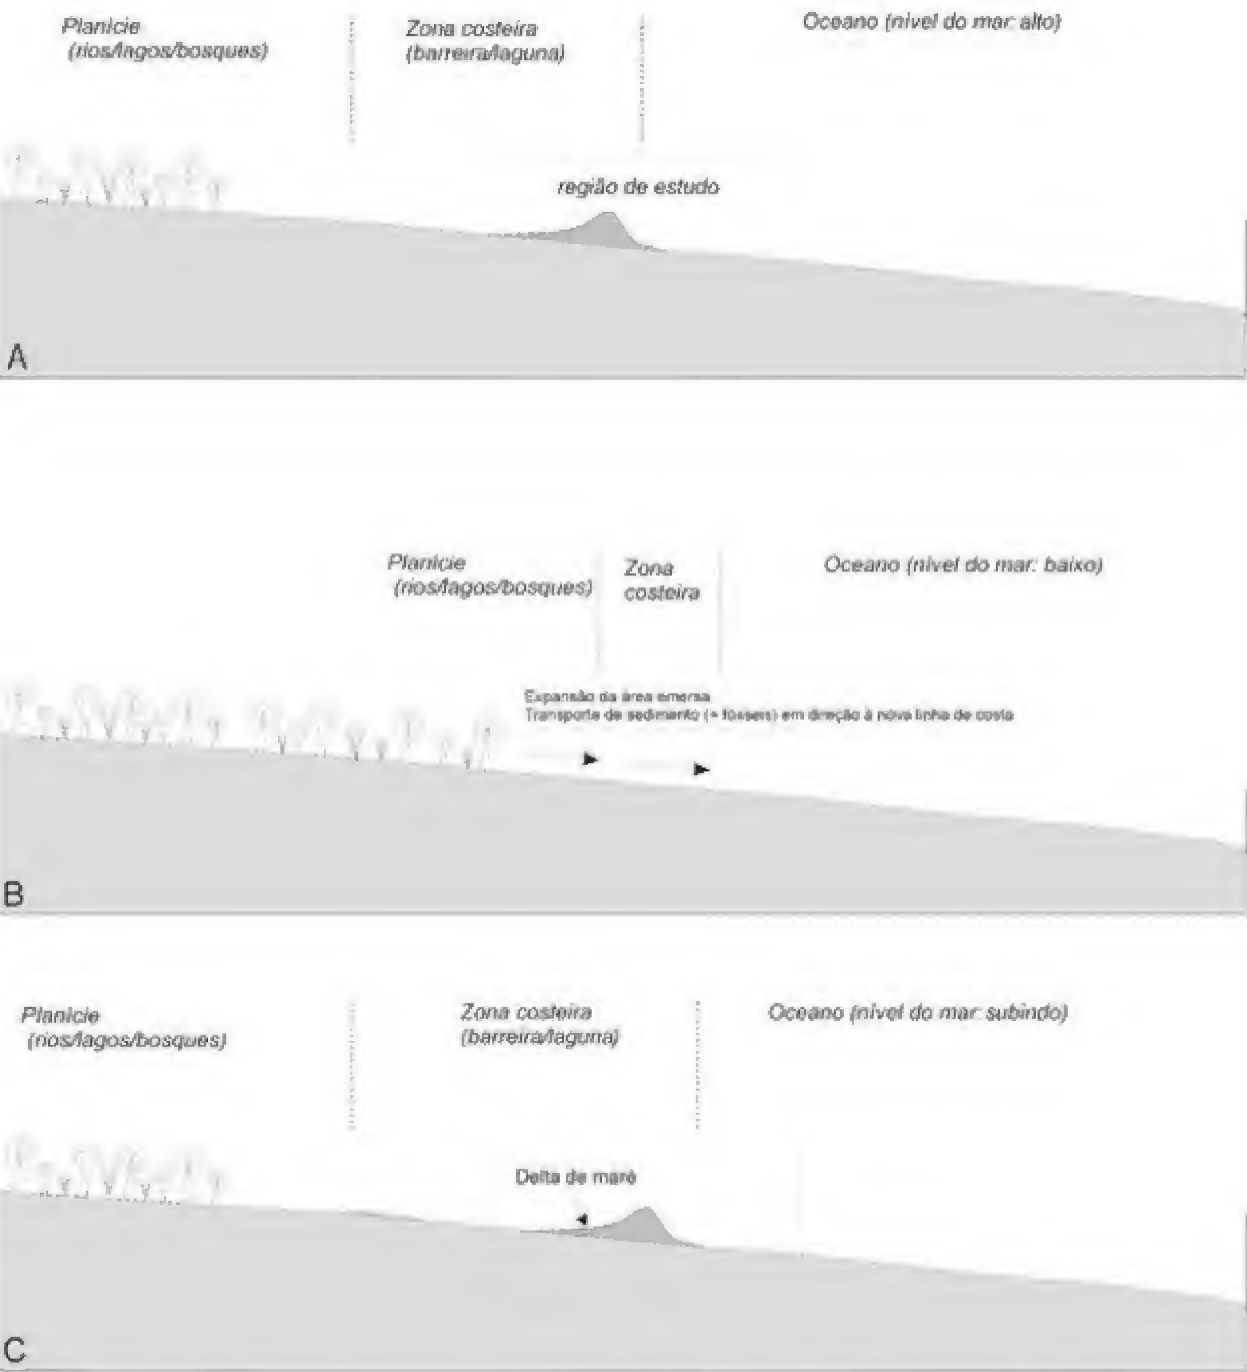 Planície
(rios/lagos/bosques)
Zona costeira
(barreira/laguna)
Oceano (nível do mar: alto)
região de estudo
A
Planície
(rios/lagos/bosques)
Zona
costeira
Oceano (nível do mar: baixo)
Expansão da área emersa
Transporte de sedimento (+ fósseis) em direção à nova linha de costa
B
Planície
(rios/lagos/bosques)
Zona costeira
(barreira/laguna)
Oceano (nível do mar: subindo)
Delta de maré
C